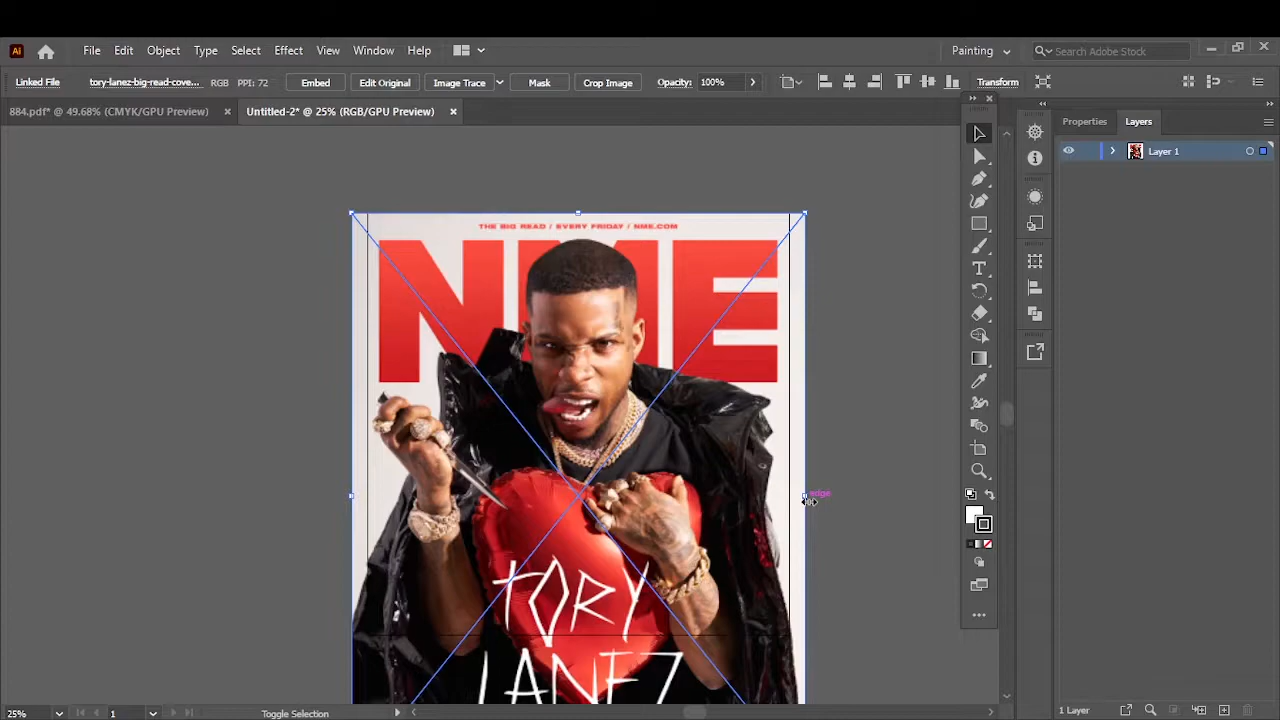 Ai File Edit Object Type Select Effect View Window Help Painting Search Adobe Stock
Linked File tory-lanez-big-read-cove... RGB PPI: 72 Embed Edit Original Image Trace Mask Crop Image Opacity: 100% Transform
884.pdf* @ 49.68% (CMYK/GPU Preview) Untitled-2* @ 25% (RGB/GPU Preview)
Properties Layers
Layer 1
THE BIG READ / EVERY FRIDAY / NME.COM
NME
edge
TORY
LANEZ
25% 1 Toggle Selection 1 Layer